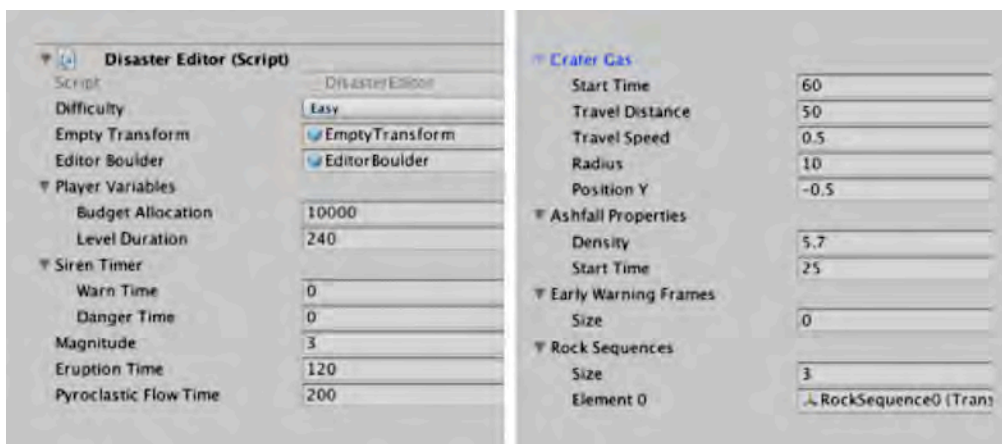 Disaster Editor (Script)
Script DisasterEditor
Difficulty Easy
Empty Transform EmptyTransform
Editor Boulder EditorBoulder
Player Variables
Budget Allocation 10000
Level Duration 240
Siren Timer
Warn Time 0
Danger Time 0
Magnitude 3
Eruption Time 120
Pyroclastic Flow Time 200
Crater Gas
Start Time 60
Travel Distance 50
Travel Speed 0.5
Radius 10
Position Y -0.5
Ashfall Properties
Density 5.7
Start Time 25
Early Warning Frames
Size 0
Rock Sequences
Size 3
Element 0 RockSequence0 (Trans